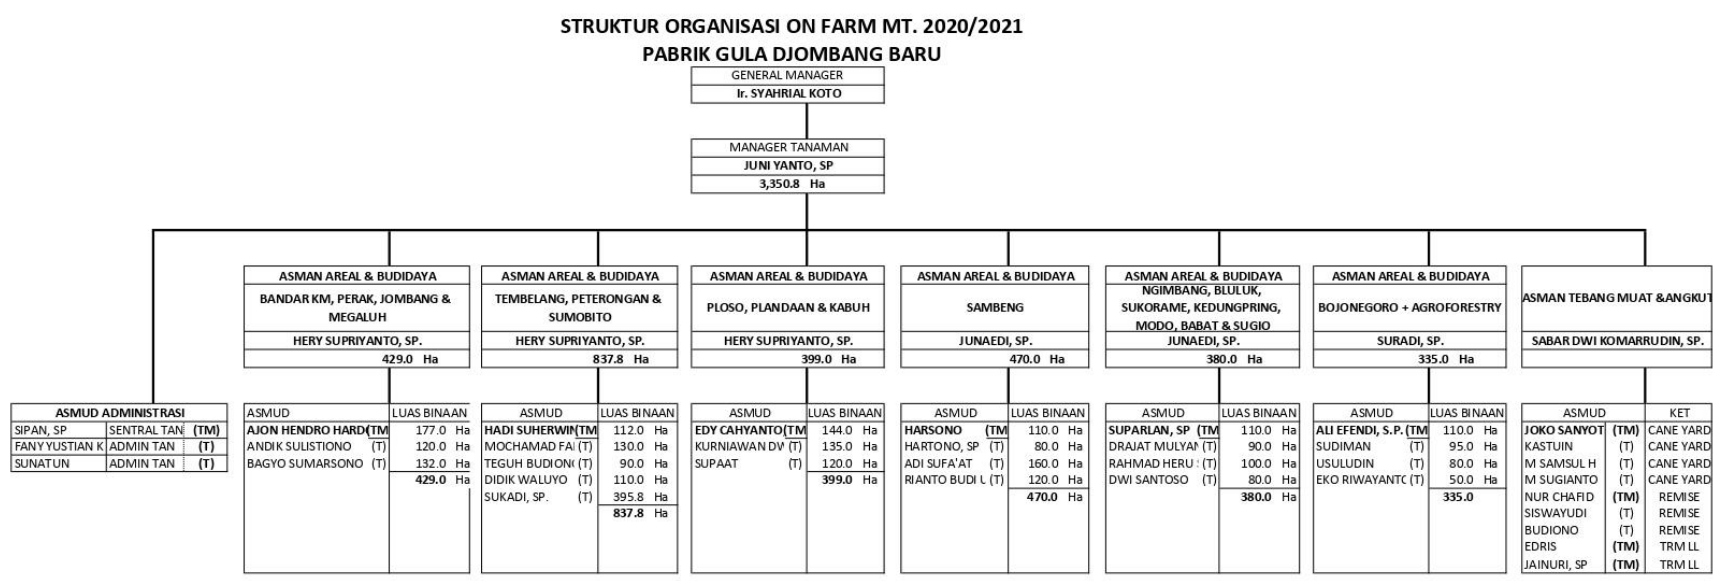 STRUKTUR ORGANISASI ON FARM MT. 2020/2021
PABRIK GULA DJOMBANG BARU
GENERAL MANAGER
Ir. SYAHRIAL KOTO
MANAGER TANAMAN
JUNI YANTO, SP
3,350.8 Ha
ASMUD ADMINISTRASI
SIPAN, SP SENTRAL TAN (TM)
FANY YUSTIAN K ADMIN TAN (T)
SUNATUN ADMIN TAN (T)
ASMAN AREAL & BUDIDAYA
BANDAR KM, PERAK, JOMBANG &
MEGALUH
HERY SUPRIYANTO, SP.
429.0 Ha
ASMUD LUAS BINAAN
AJON HENDRO HARD (TM 177.0 Ha
ANDIK SULISTIONO (T) 120.0 Ha
BAGYO SUMARSONO (T) 132.0 Ha
429.0 Ha
ASMAN AREAL & BUDIDAYA
TEMBELANG, PETERONGAN &
SUMOBITO
HERY SUPRIYANTO, SP.
837.8 Ha
ASMUD LUAS BINAAN
HADI SUHERWIN (TM 112.0 Ha
MOCHAMAD FAI (T) 130.0 Ha
TEGUH BUDION (T) 90.0 Ha
DIDIK WALUYO (T) 110.0 Ha
SUKADI, SP. (T) 395.8 Ha
837.8 Ha
ASMAN AREAL & BUDIDAYA
PLOSO, PLANDAAN & KABUH
HERY SUPRIYANTO, SP.
399.0 Ha
ASMUD LUAS BINAAN
EDY CAHYANTO (TM 144.0 Ha
KURNIAWAN DW (T) 135.0 Ha
SUPAAT (T) 120.0 Ha
399.0 Ha
ASMAN AREAL & BUDIDAYA
SAMBENG
JUNAEDI, SP.
470.0 Ha
ASMUD LUAS BINAAN
HARSONO (TM 110.0 Ha
HARTONO, SP (T) 80.0 Ha
ADI SUFA'AT (T) 160.0 Ha
RIANTO BUDI U (T) 120.0 Ha
470.0 Ha
ASMAN AREAL & BUDIDAYA
NGIMBANG, BLULUK,
SUKORAME, KEDUNGPRING,
MODO, BABAT & SUGIO
JUNAEDI, SP.
380.0 Ha
ASMUD LUAS BINAAN
SUPARLAN, SP (TM 110.0 Ha
DRAJAT MULYAN (T) 90.0 Ha
RAHMAD HERU (T) 100.0 Ha
DWI SANTOSO (T) 80.0 Ha
380.0 Ha
ASMAN AREAL & BUDIDAYA
BOJONEGORO + AGROFORESTRY
SURADI, SP.
335.0 Ha
ASMUD LUAS BINAAN
ALI EFENDI, S.P. (TM 110.0 Ha
SUDIMAN (T) 95.0 Ha
USULUDIN (T) 80.0 Ha
EKO RIWAYANTO (T) 50.0 Ha
335.0
ASMAN TEBANG MUAT &ANGKUT
SABAR DWI KOMARRUDIN, SP.
ASMUD KET
JOKO SANYOT (TM) CANE YARD
KASTUIN (T) CANE YARD
M SAMSUL H (T) CANE YARD
M SUGIANTO (T) CANE YARD
NUR CHAFID (TM) REMISE
SISWAYUDI (T) REMISE
BUDIONO (T) REMISE
EDRIS (TM) TRM LL
JAINURI, SP (TM) TRM LL